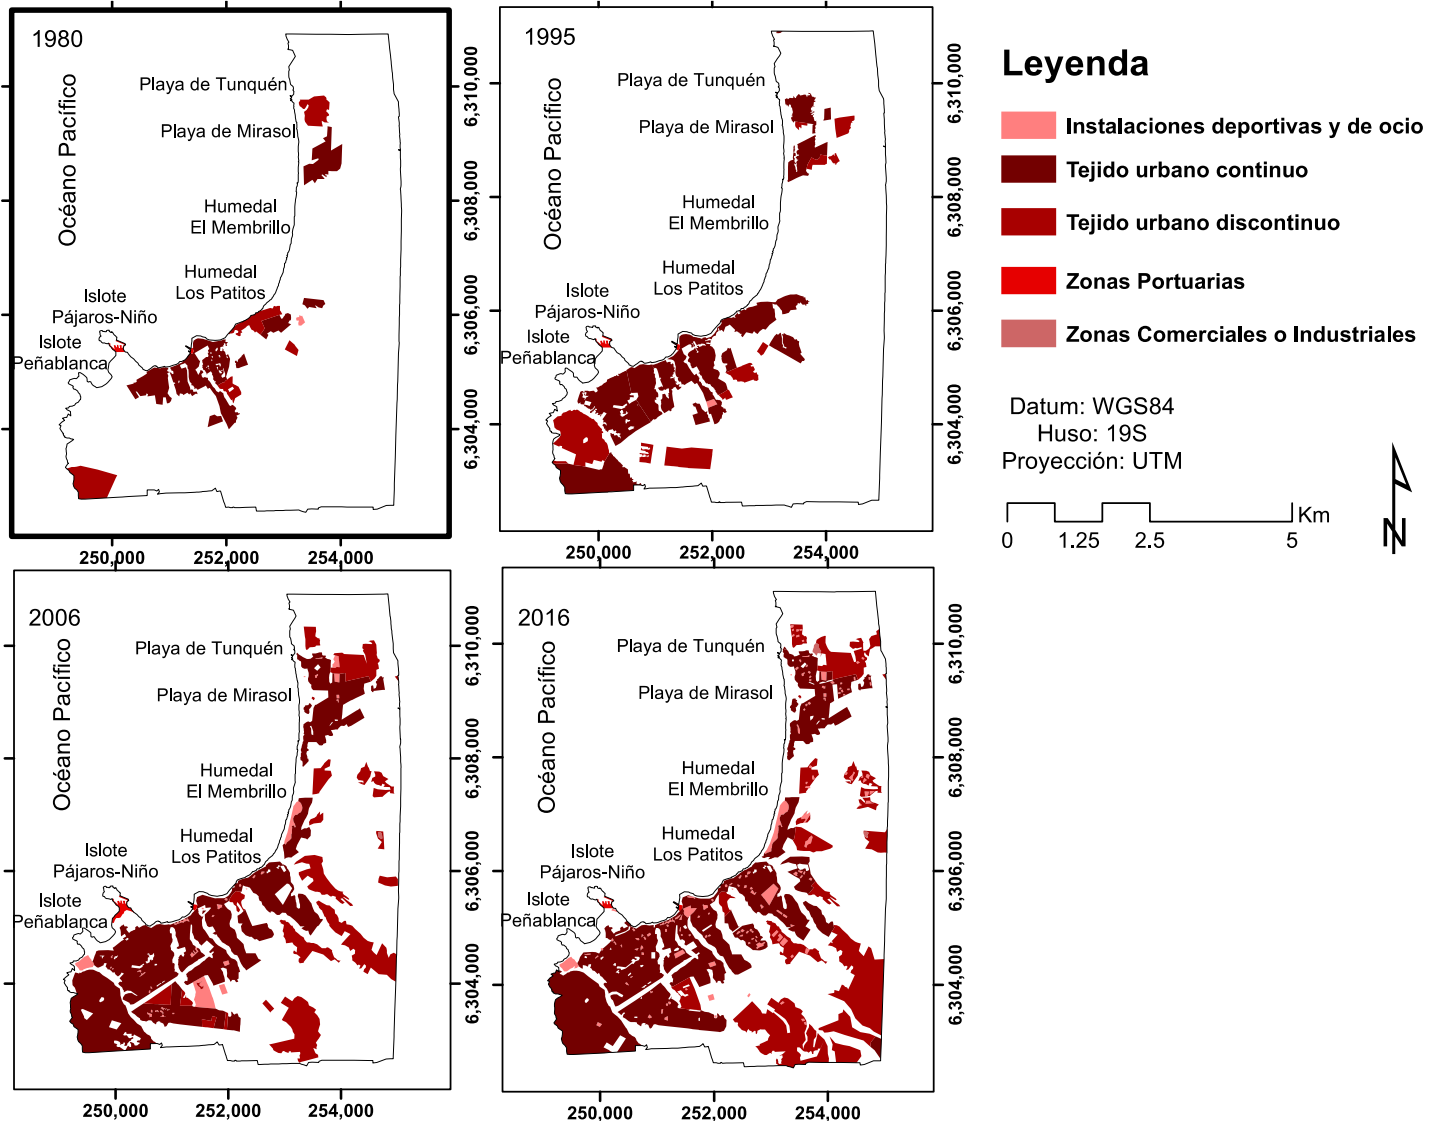 1980
Océano Pacífico
Playa de Tunquén
Playa de Mirasol
Humedal
El Membrillo
Humedal
Los Patitos
Islote
Pájaros-Niño
Islote
Peñablanca
6,310,000
6,308,000
6,306,000
6,304,000
250,000
252,000
254,000
1995
Océano Pacífico
Playa de Tunquén
Playa de Mirasol
Humedal
El Membrillo
Humedal
Los Patitos
Islote
Pájaros-Niño
Islote
Peñablanca
6,310,000
6,308,000
6,306,000
6,304,000
250,000
252,000
254,000
Leyenda
Instalaciones deportivas y de ocio
Tejido urbano continuo
Tejido urbano discontinuo
Zonas Portuarias
Zonas Comerciales o Industriales
Datum: WGS84
Huso: 19S
Proyección: UTM
Km
0 1.25 2.5 5
N
2006
Océano Pacífico
Playa de Tunquén
Playa de Mirasol
Humedal
El Membrillo
Humedal
Los Patitos
Islote
Pájaros-Niño
Islote
Peñablanca
6,310,000
6,308,000
6,306,000
6,304,000
250,000
252,000
254,000
2016
Océano Pacífico
Playa de Tunquén
Playa de Mirasol
Humedal
El Membrillo
Humedal
Los Patitos
Islote
Pájaros-Niño
Islote
Peñablanca
6,310,000
6,308,000
6,306,000
6,304,000
250,000
252,000
254,000